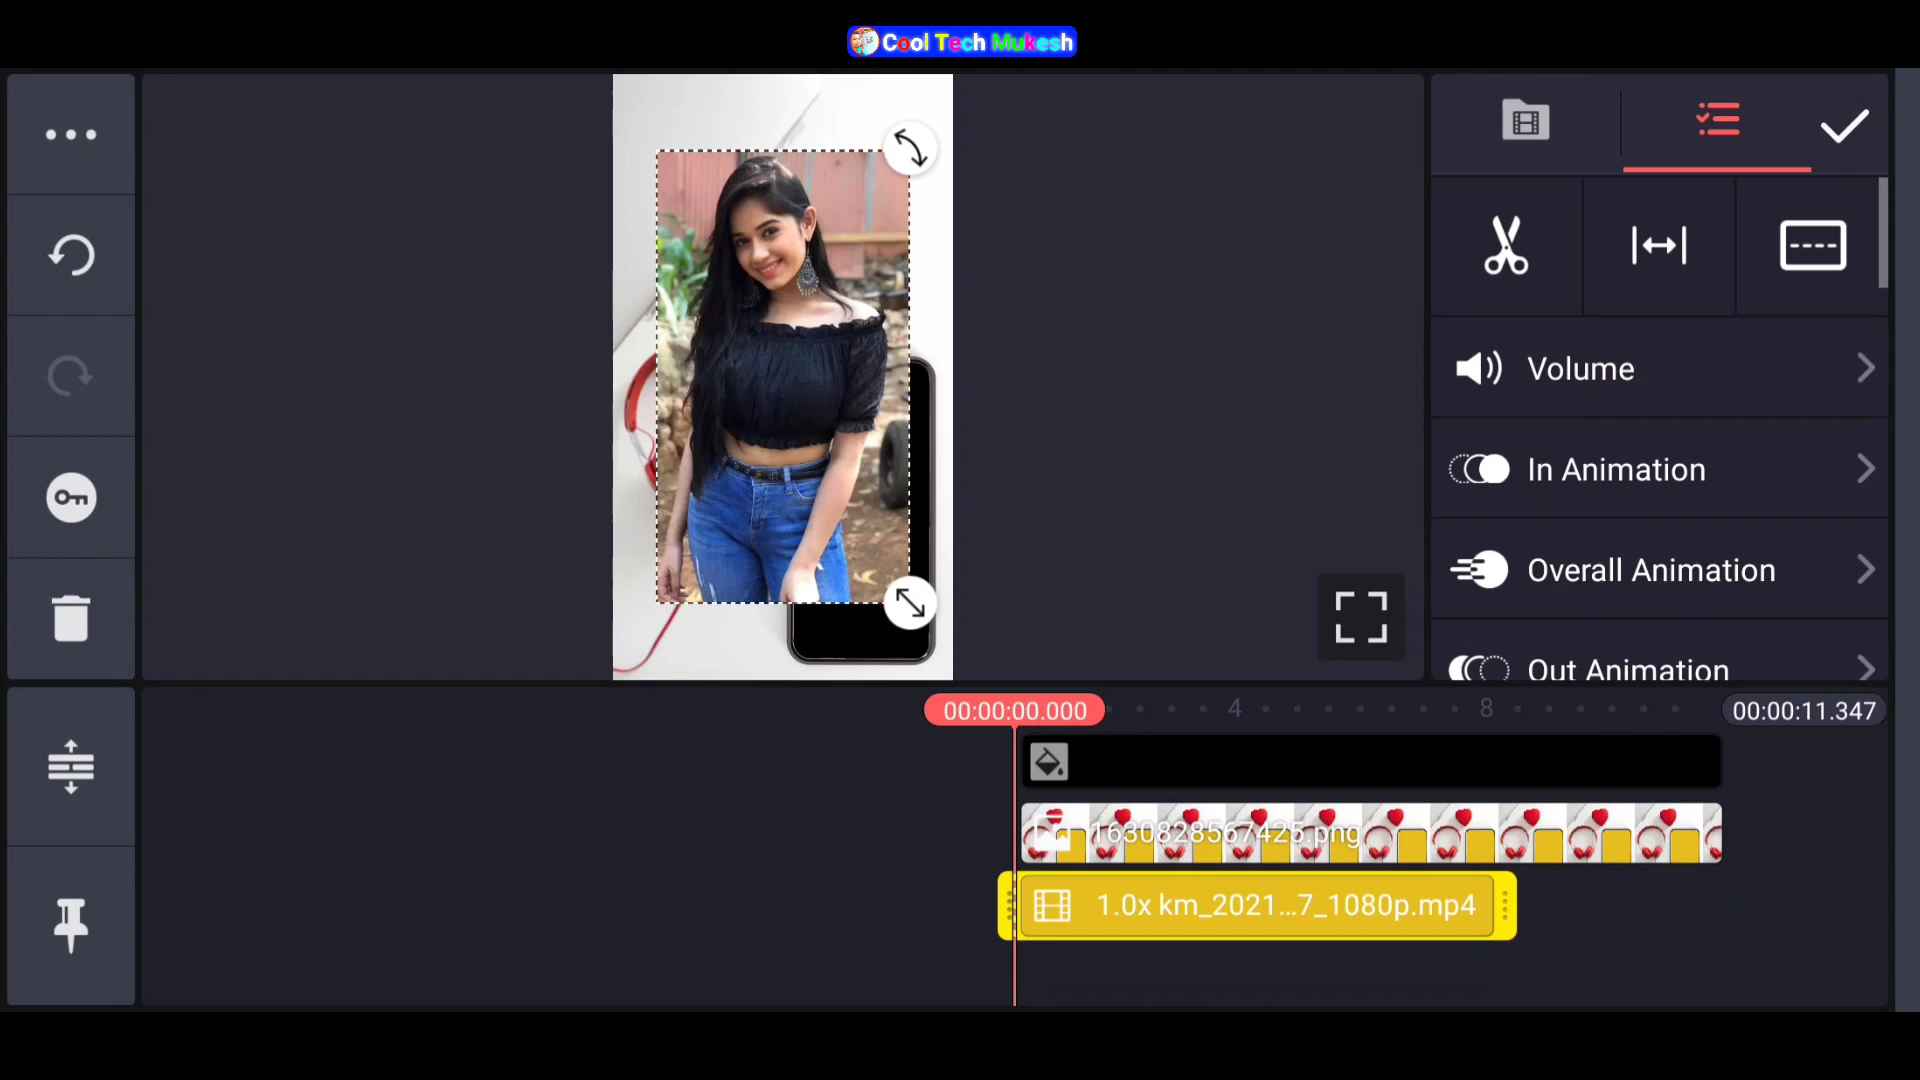 Cool Tech Mukesh
Volume
In Animation
Overall Animation
Out Animation
00:00:00.000
4
8
00:00:11.347
1630828567425.png
1.0x km_2021...7_1080p.mp4